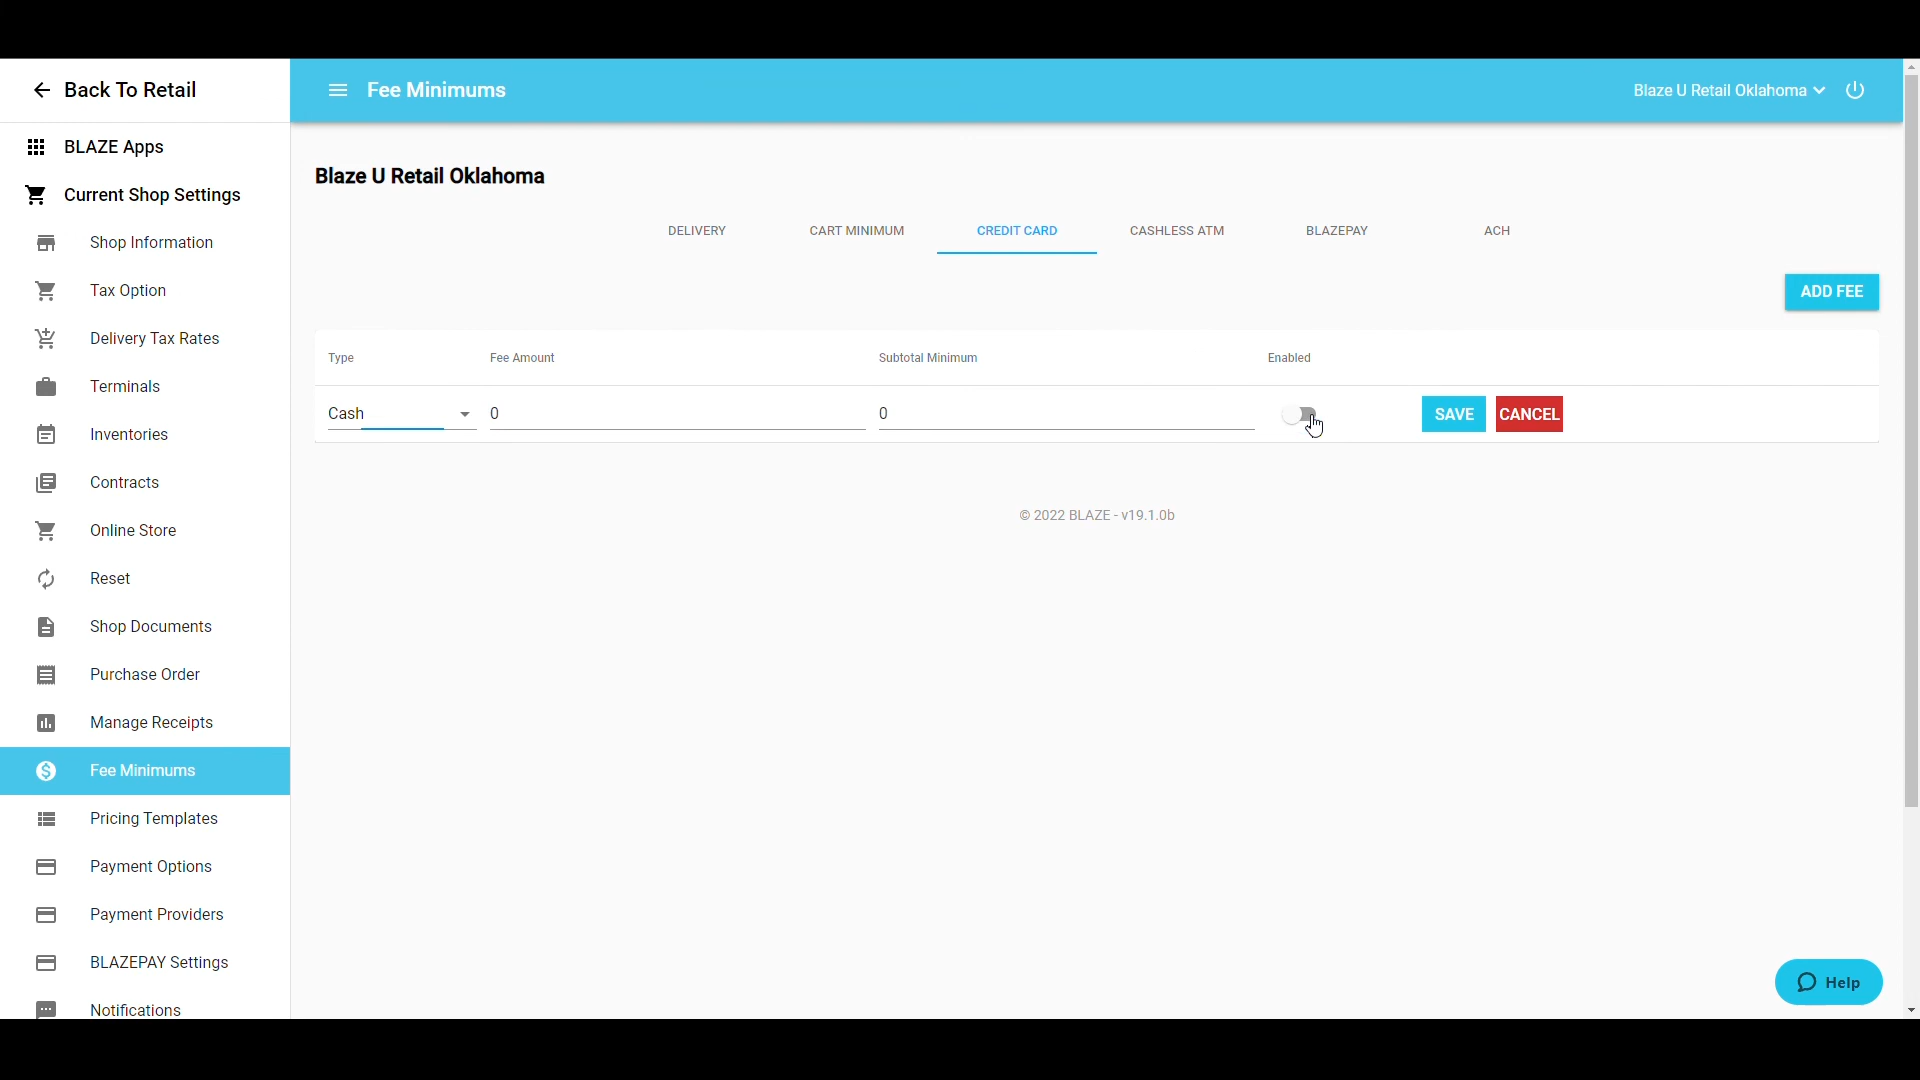 Back To Retail
Fee Minimums
Blaze U Retail Oklahoma
BLAZE Apps
Current Shop Settings
Shop Information
Tax Option
Delivery Tax Rates
Terminals
Inventories
Contracts
Online Store
Reset
Shop Documents
Purchase Order
Manage Receipts
Fee Minimums
Pricing Templates
Payment Options
Payment Providers
BLAZEPAY Settings
Notifications
Blaze U Retail Oklahoma
DELIVERY CART MINIMUM CREDIT CARD CASHLESS ATM BLAZEPAY ACH
ADD FEE
Type Fee Amount Subtotal Minimum Enabled
Cash 0 0 SAVE CANCEL
© 2022 BLAZE - v19.1.0b
Help